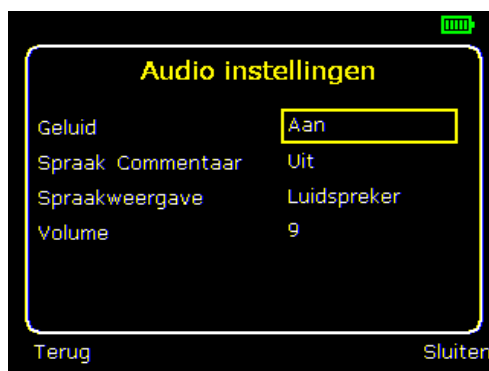 Audio instellingen
Geluid Aan
Spraak Commentaar Uit
Spraakweergave Luidspreker
Volume 9
Terug Sluiten